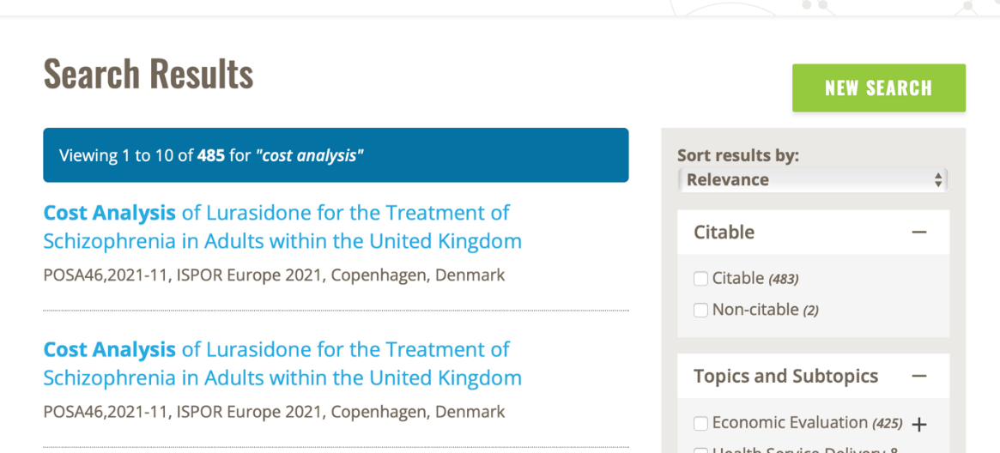 Search Results
NEW SEARCH
Viewing 1 to 10 of 485 for "cost analysis"
Cost Analysis of Lurasidone for the Treatment of
Schizophrenia in Adults within the United Kingdom
POSA46,2021-11, ISPOR Europe 2021, Copenhagen, Denmark
Cost Analysis of Lurasidone for the Treatment of
Schizophrenia in Adults within the United Kingdom
POSA46,2021-11, ISPOR Europe 2021, Copenhagen, Denmark
Sort results by:
Relevance
Citable
Citable (483)
Non-citable (2)
Topics and Subtopics
Economic Evaluation (425)
Health Service Delivery &